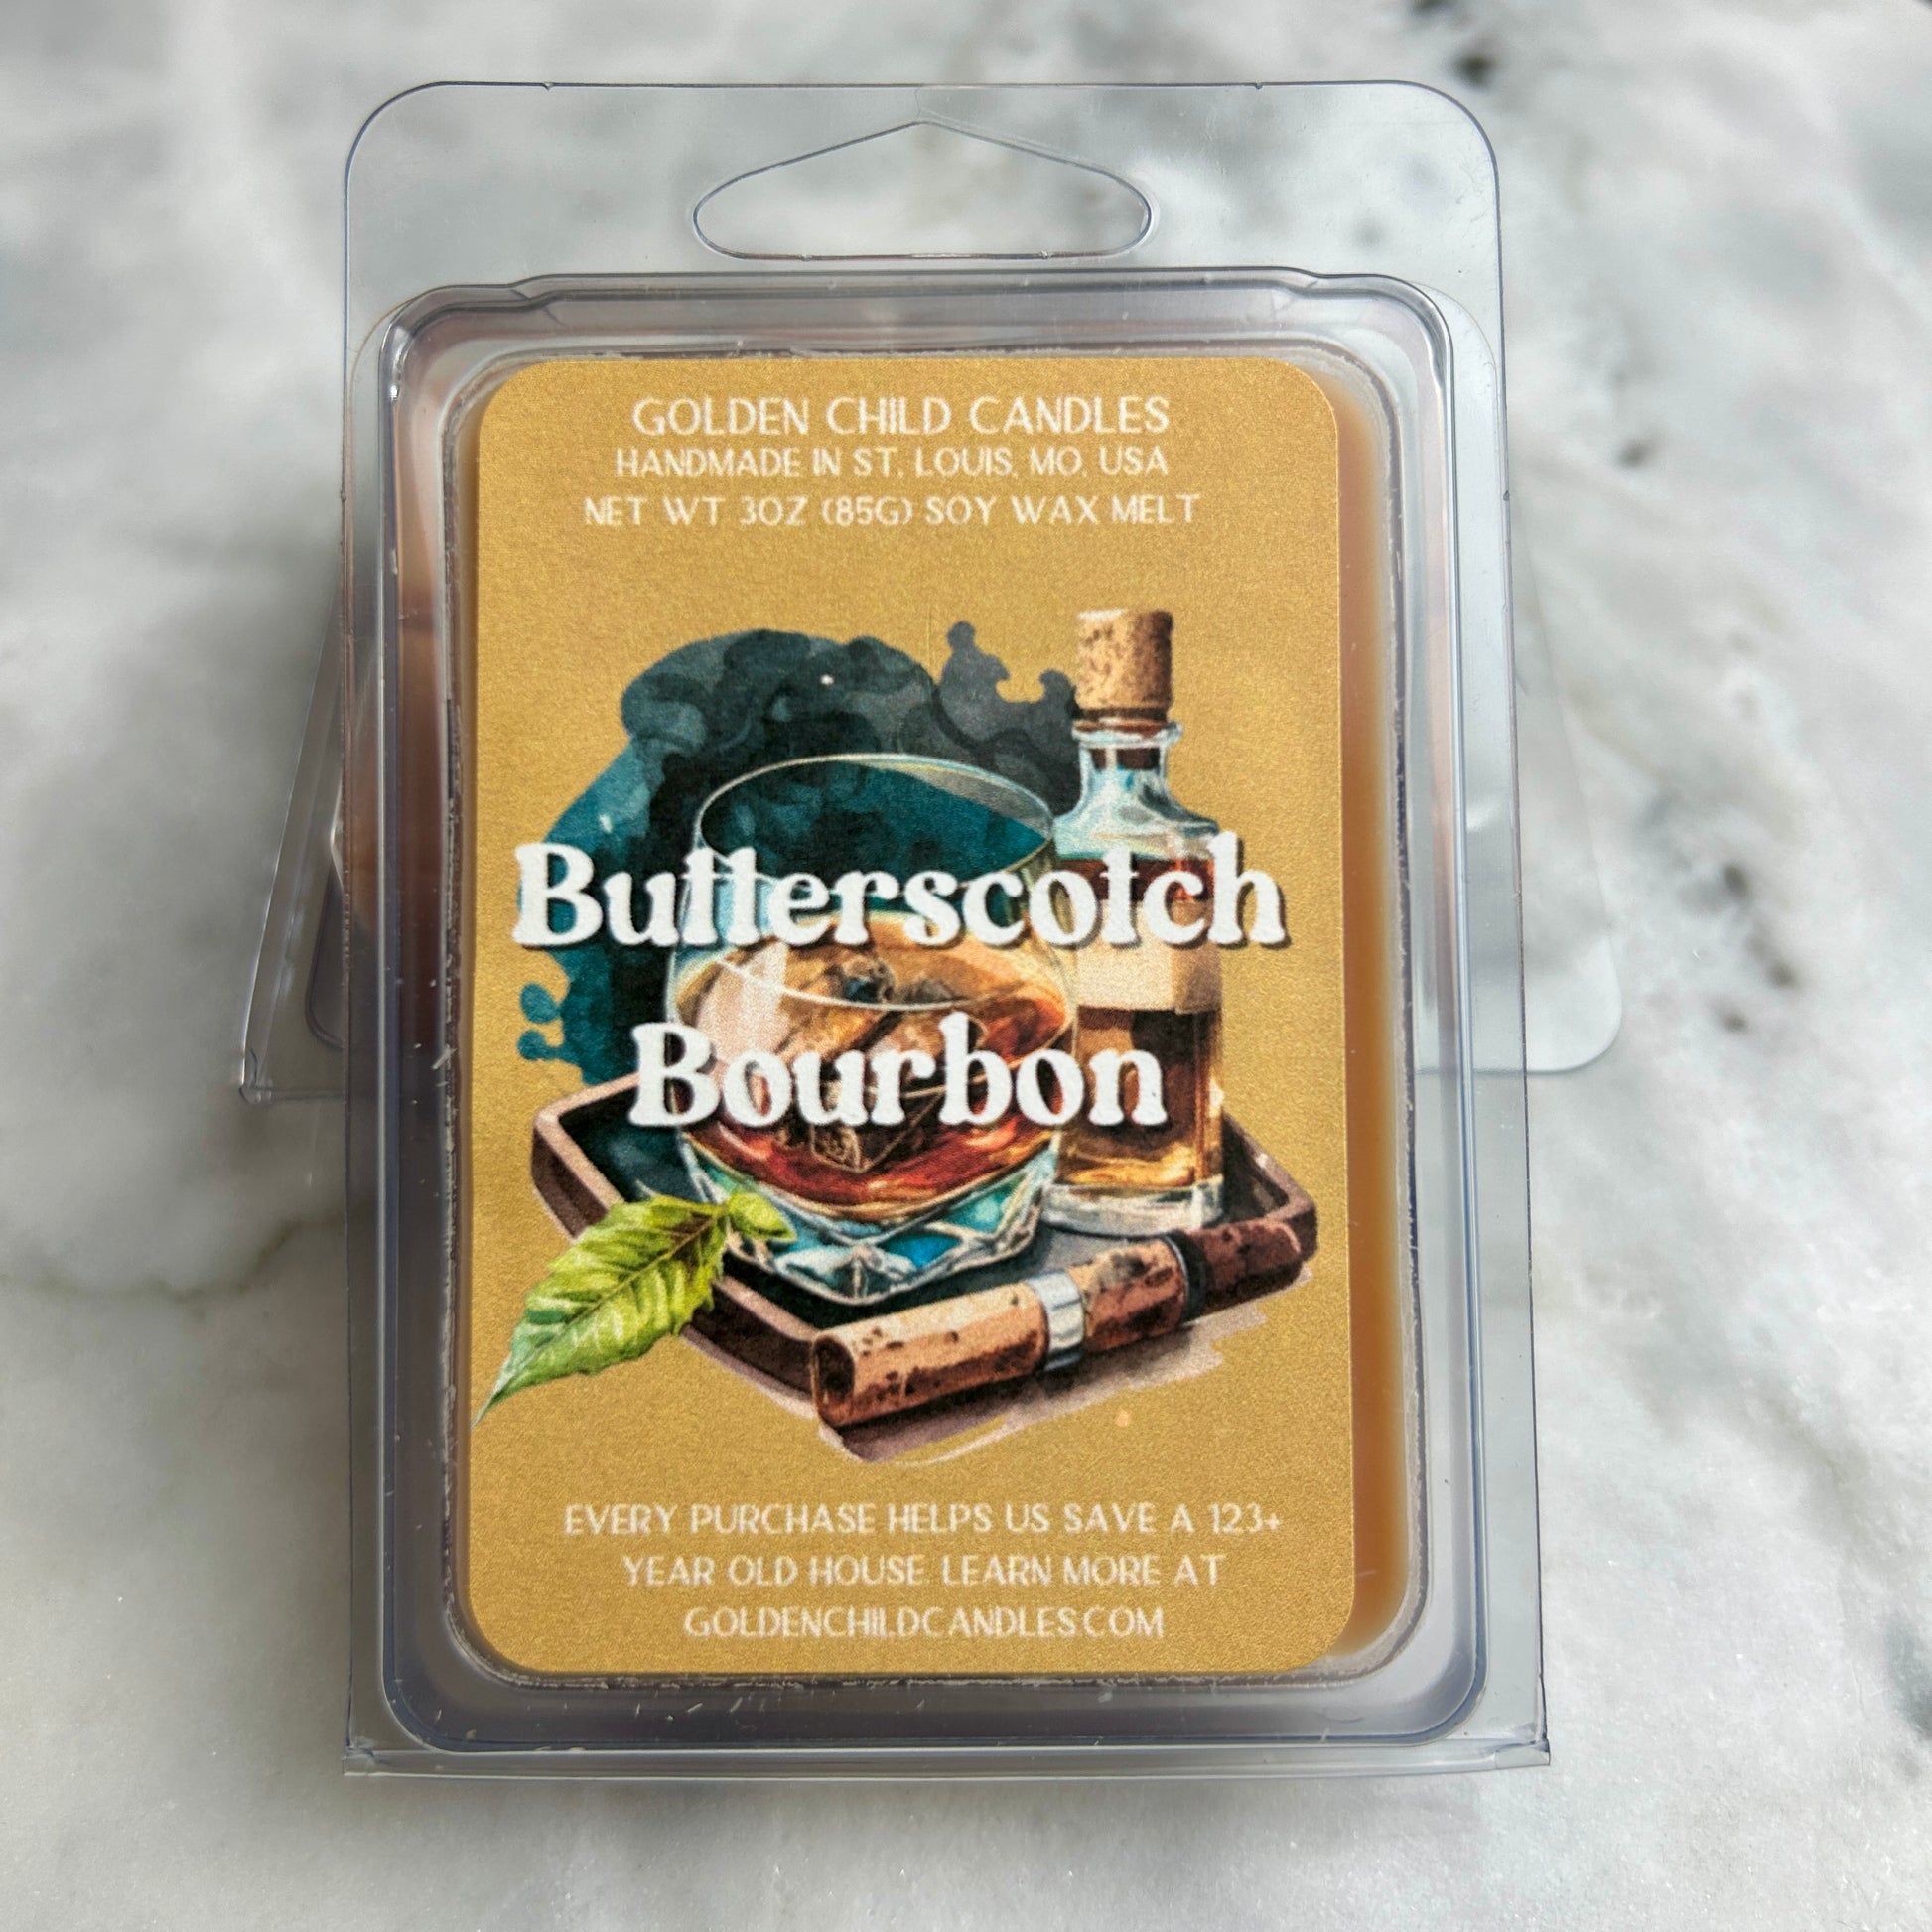 GOLDEN CHILD CANDLES
HANDMADE IN ST. LOUIS, MO, USA
NET WT 3OZ (85G) SOY WAX MELT
Butterscotch
Bourbon
EVERY PURCHASE HELPS US SAVE A 123+
YEAR OLD HOUSE. LEARN MORE AT
GOLDENCHILDCANDLES.COM